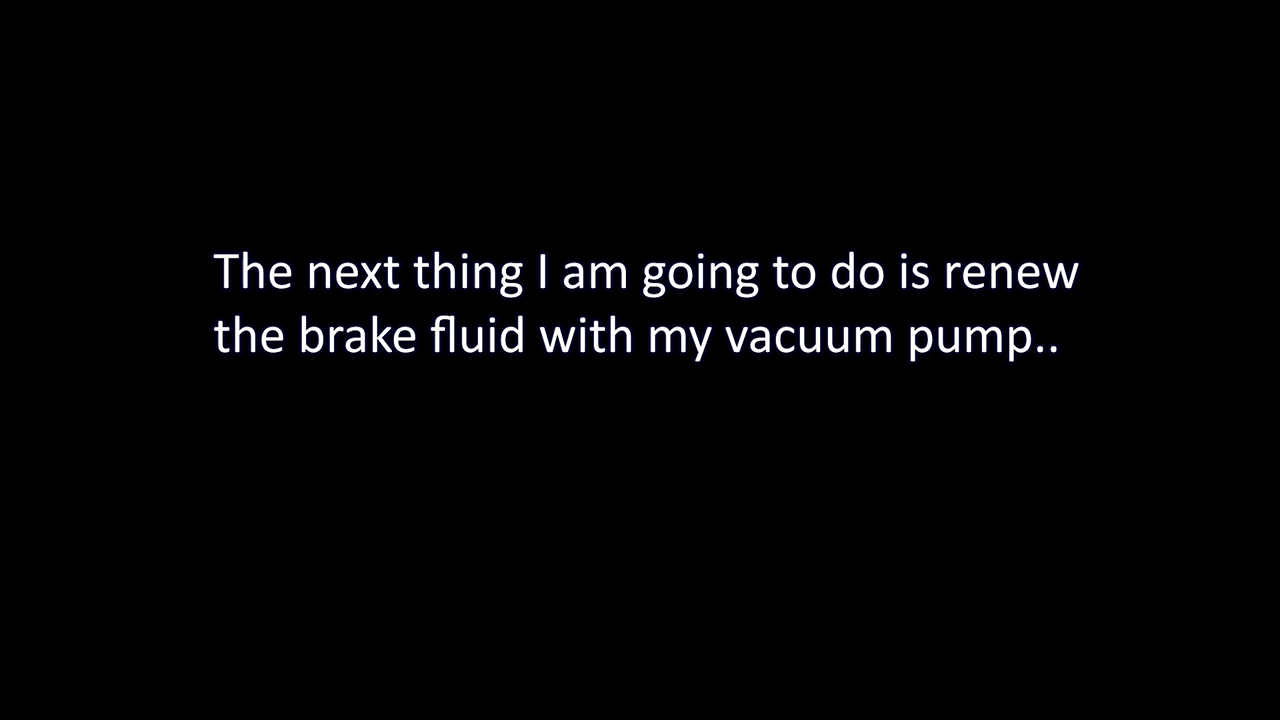 The next thing I am going to do is renew
the brake fluid with my vacuum pump..